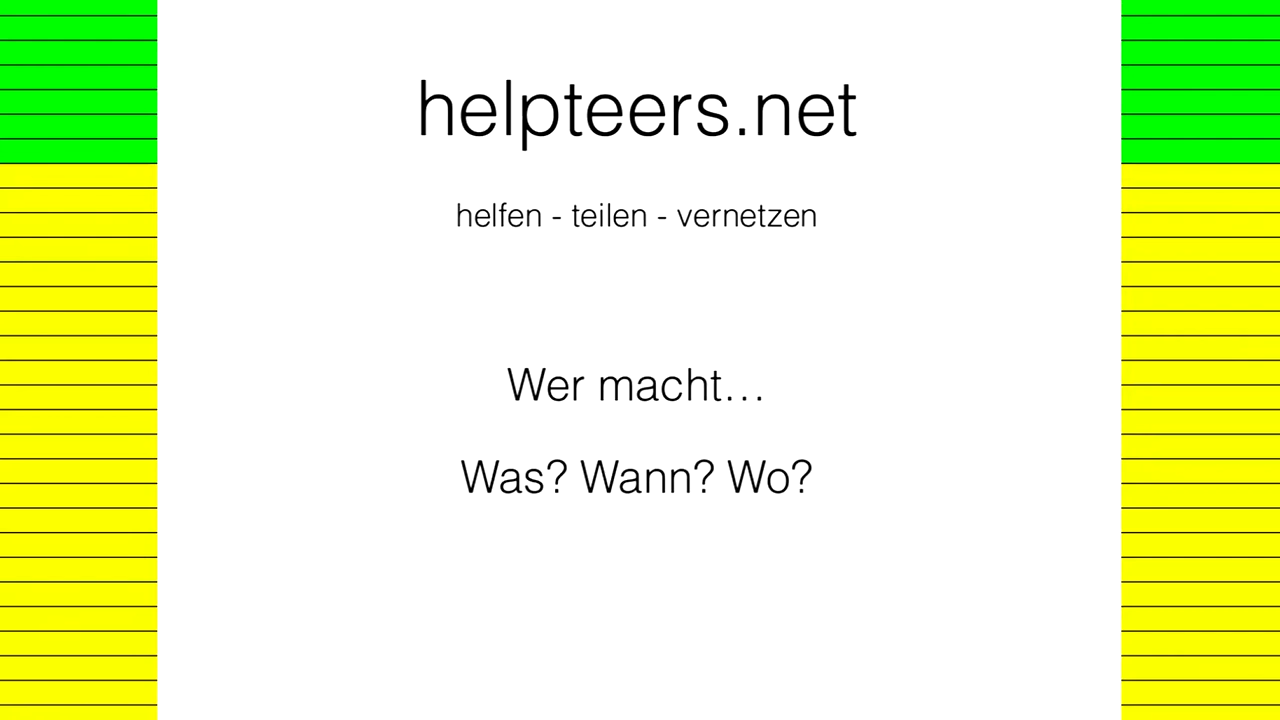 helpteers.net
helfen - teilen - vernetzen
Wer macht…
Was? Wann? Wo?